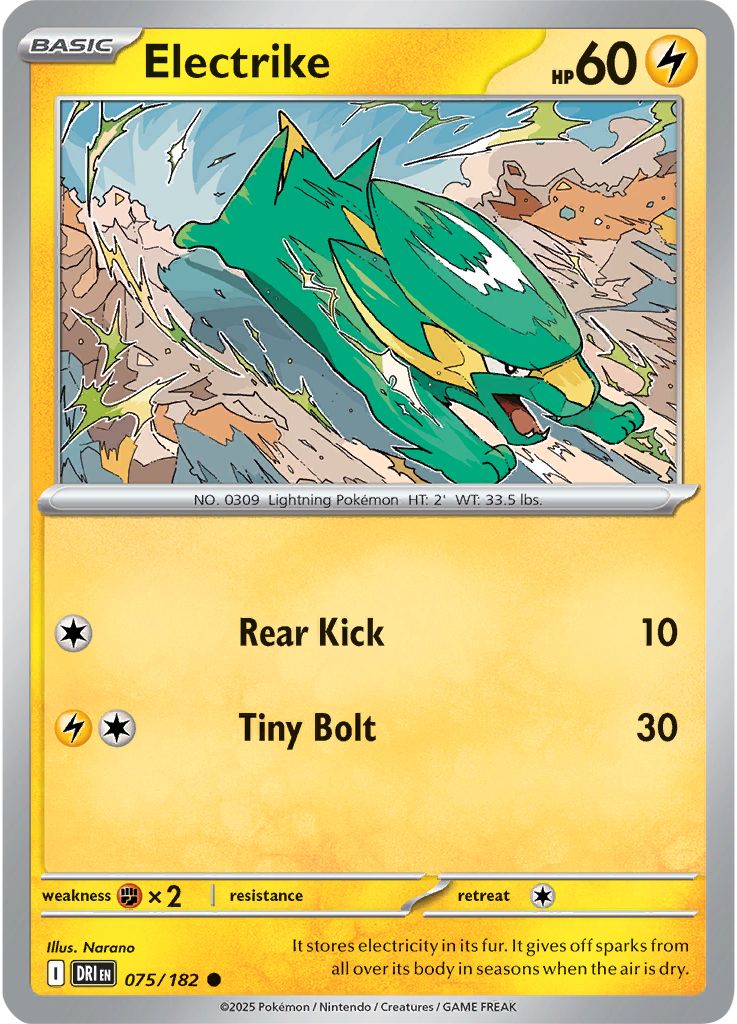 BASIC
Electrike
HP 60
NO. 0309 Lightning Pokémon HT: 2' WT: 33.5 lbs.
Rear Kick 10
Tiny Bolt 30
weakness ×2 resistance retreat
Illus. Narano
It stores electricity in its fur. It gives off sparks from
all over its body in seasons when the air is dry.
I DRI EN 075/182
©2025 Pokémon / Nintendo / Creatures / GAME FREAK